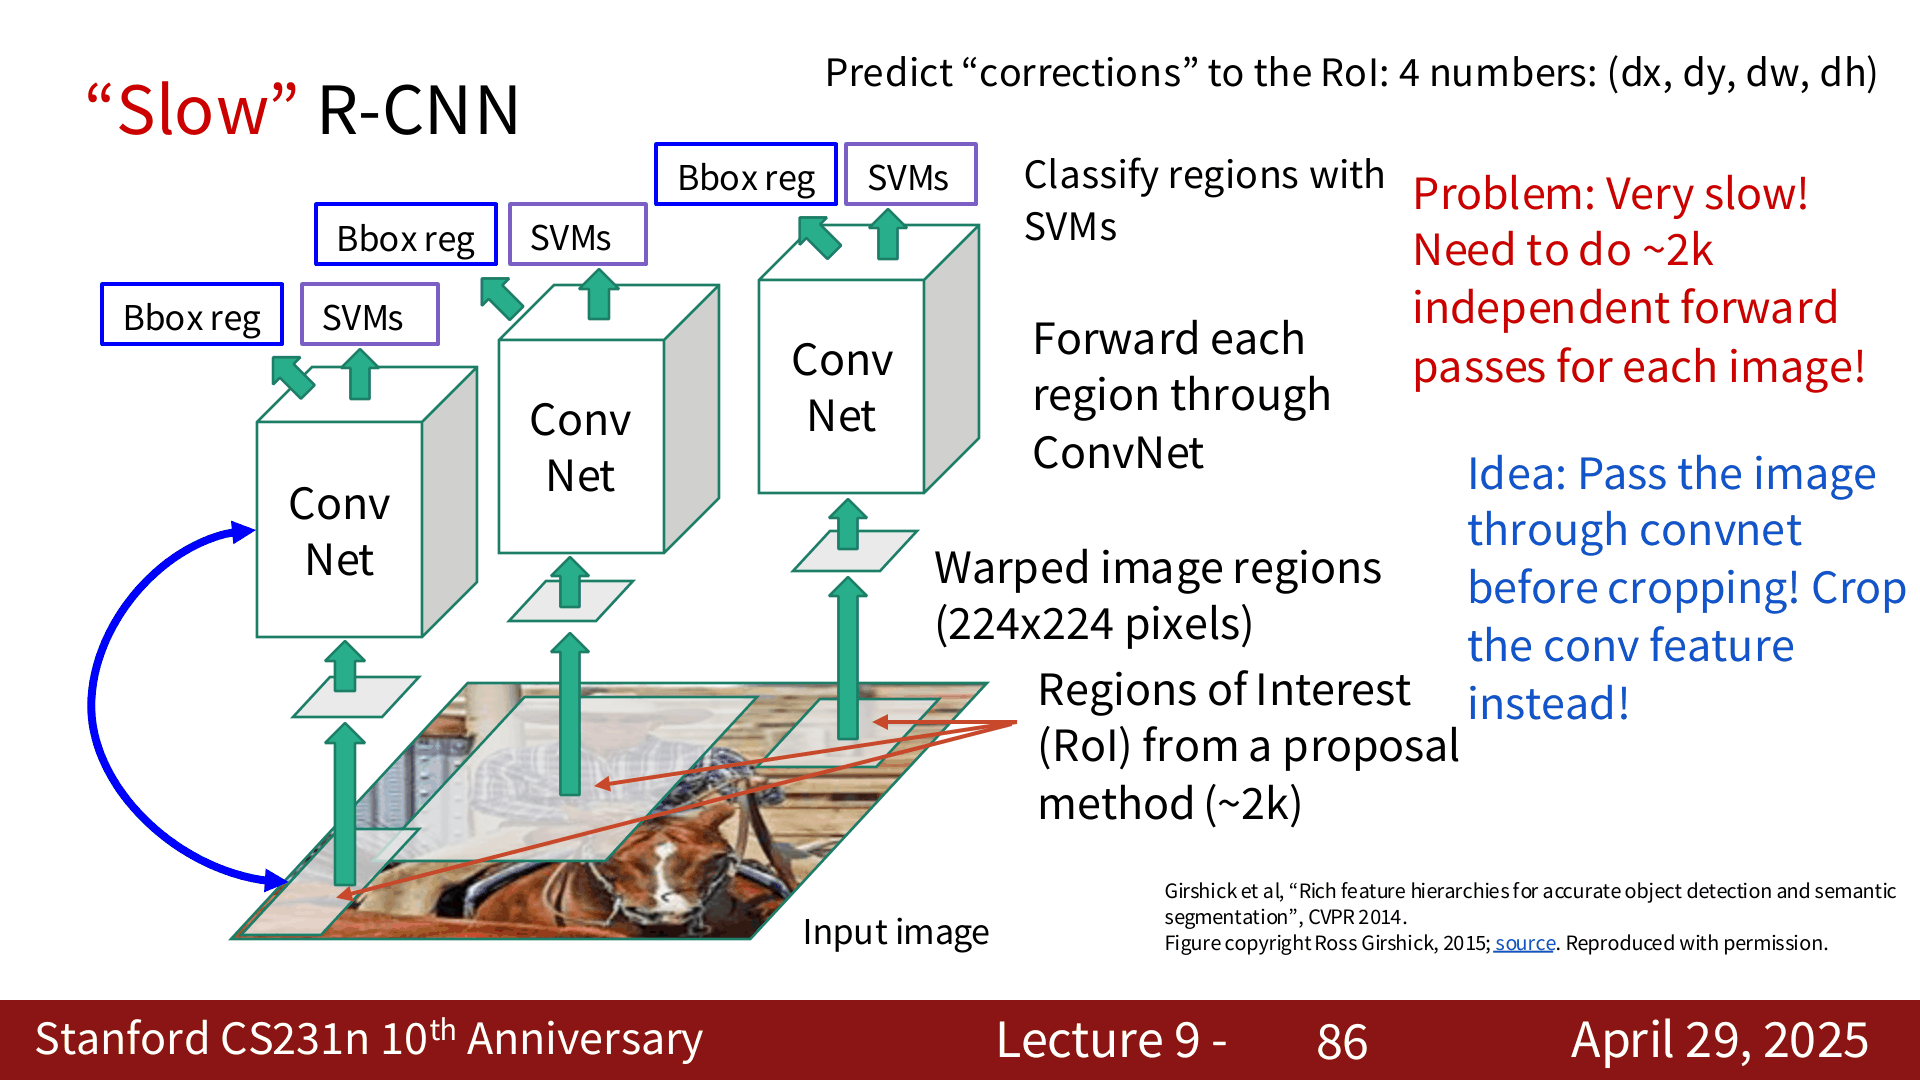 “Slow” R-CNN
Predict “corrections” to the RoI: 4 numbers: (dx, dy, dw, dh)
Bbox reg
SVMs
Bbox reg
SVMs
Bbox reg
SVMs
Classify regions with
SVMs
Conv
Net
Conv
Net
Conv
Net
Forward each
region through
ConvNet
Warped image regions
(224x224 pixels)
Regions of Interest
(RoI) from a proposal
method (~2k)
Input image
Problem: Very slow!
Need to do ~2k
independent forward
passes for each image!
Idea: Pass the image
through convnet
before cropping! Crop
the conv feature
instead!
Girshick et al, “Rich feature hierarchies for accurate object detection and semantic
segmentation”, CVPR 2014.
Figure copyright Ross Girshick, 2015; source. Reproduced with permission.
Stanford CS231n 10th Anniversary
Lecture 9 - 86
April 29, 2025